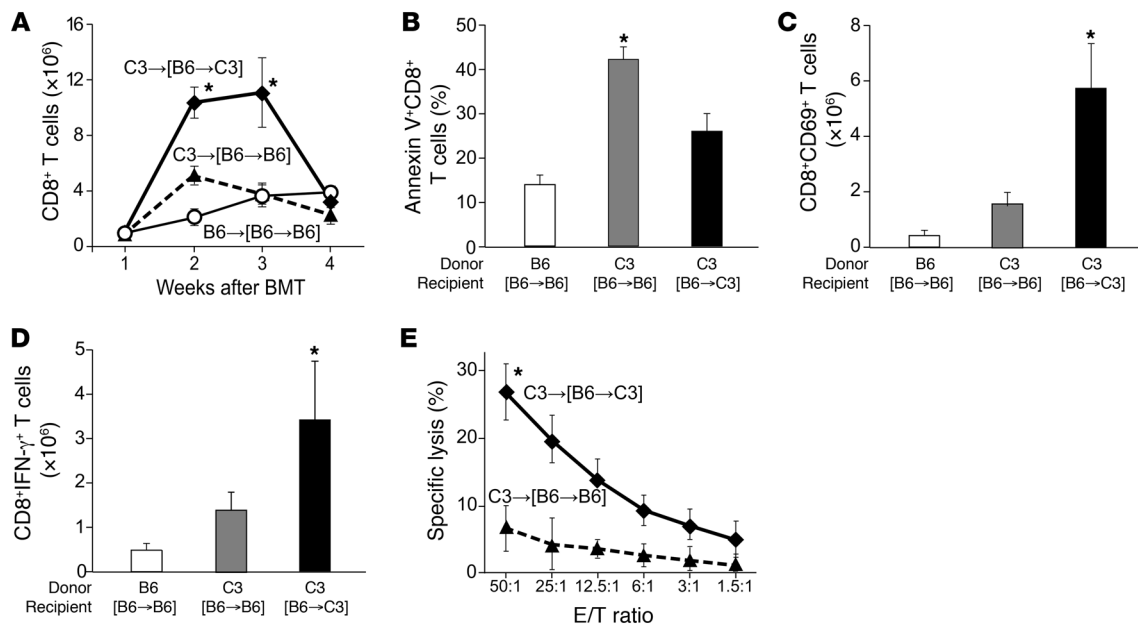 A
CD8⁺ T cells (×10⁶)
16
12
8
4
0
C3→[B6→C3]
*
*
C3→[B6→B6]
B6→[B6→B6]
1 2 3 4
Weeks after BMT
B
Annexin V⁺CD8⁺
T cells (%)
50
40
30
20
10
0
*
Donor B6 C3 C3
Recipient [B6→B6] [B6→B6] [B6→C3]
C
CD8⁺CD69⁺ T cells
(×10⁶)
8
6
4
2
0
*
Donor B6 C3 C3
Recipient [B6→B6] [B6→B6] [B6→C3]
D
CD8⁺IFN-γ⁺ T cells
(×10⁶)
5
4
3
2
1
0
*
Donor B6 C3 C3
Recipient [B6→B6] [B6→B6] [B6→C3]
E
Specific lysis (%)
30
20
10
0
*
C3→[B6→C3]
C3→[B6→B6]
50:1 25:1 12.5:1 6:1 3:1 1.5:1
E/T ratio